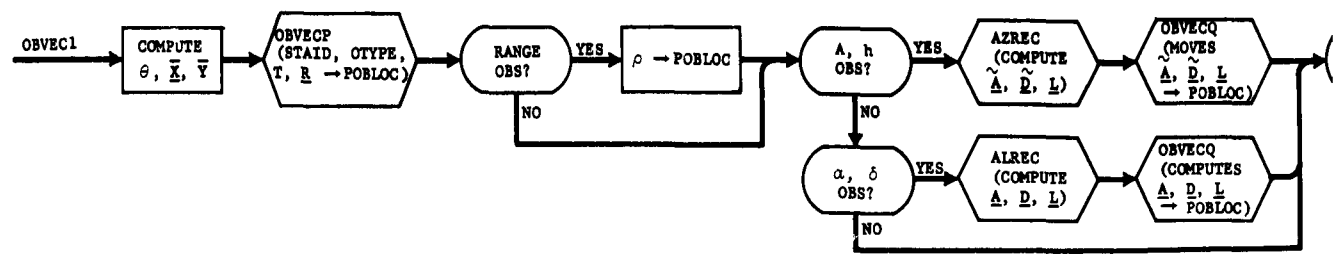 OBVEC1
COMPUTE
θ, X̅, Y̅
OBVECP
(STAID, OTYPE,
T, R̲ → POBLOC)
RANGE
OBS?
YES
NO
ρ → POBLOC
A, h
OBS?
YES
NO
AZREC
(COMPUTE
Ã̲, D̲̃, L̲)
OBVECQ
(MOVES
Ã̲, D̲̃, L̲
→ POBLOC)
α, δ
OBS?
YES
NO
ALREC
(COMPUTE
A̲, D̲, L̲)
OBVECQ
(COMPUTES
A̲, D̲, L̲
→ POBLOC)